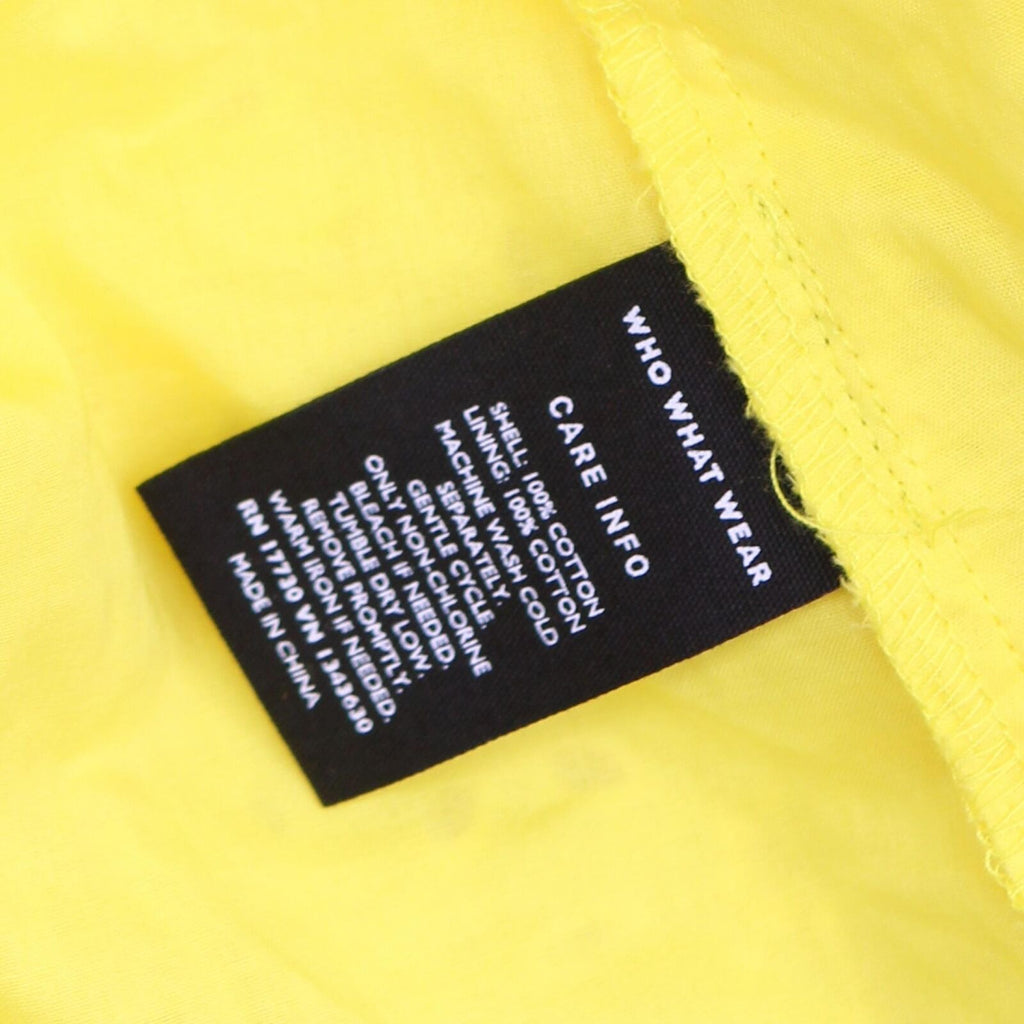 WHO WHAT WEAR
CARE INFO
SHELL: 100% COTTON
LINING: 100% COTTON
MACHINE WASH COLD
SEPARATELY.
GENTLE CYCLE.
ONLY NON-CHLORINE
BLEACH IF NEEDED.
TUMBLE DRY LOW.
REMOVE PROMPTLY.
WARM IRON IF NEEDED.
RN 17730 VN 1343630
MADE IN CHINA